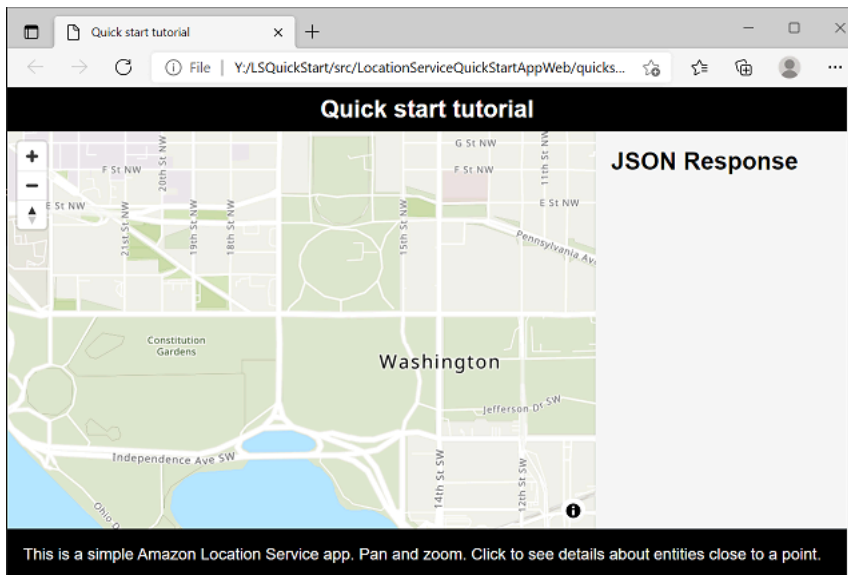 Quick start tutorial
File | Y:/LSQuickStart/src/LocationServiceQuickStartAppWeb/quicks...
Quick start tutorial
JSON Response
G St NW
F St NW
F St NW
20th St NW
11th St NW
E St NW
E St NW
21st St NW
19th St NW
18th St NW
15th St NW
Pennsylvania Av
Constitution
Gardens
Washington
Jefferson Dr SW
Independence Ave SW
14th St SW
12th St SW
Ohio D
This is a simple Amazon Location Service app. Pan and zoom. Click to see details about entities close to a point.